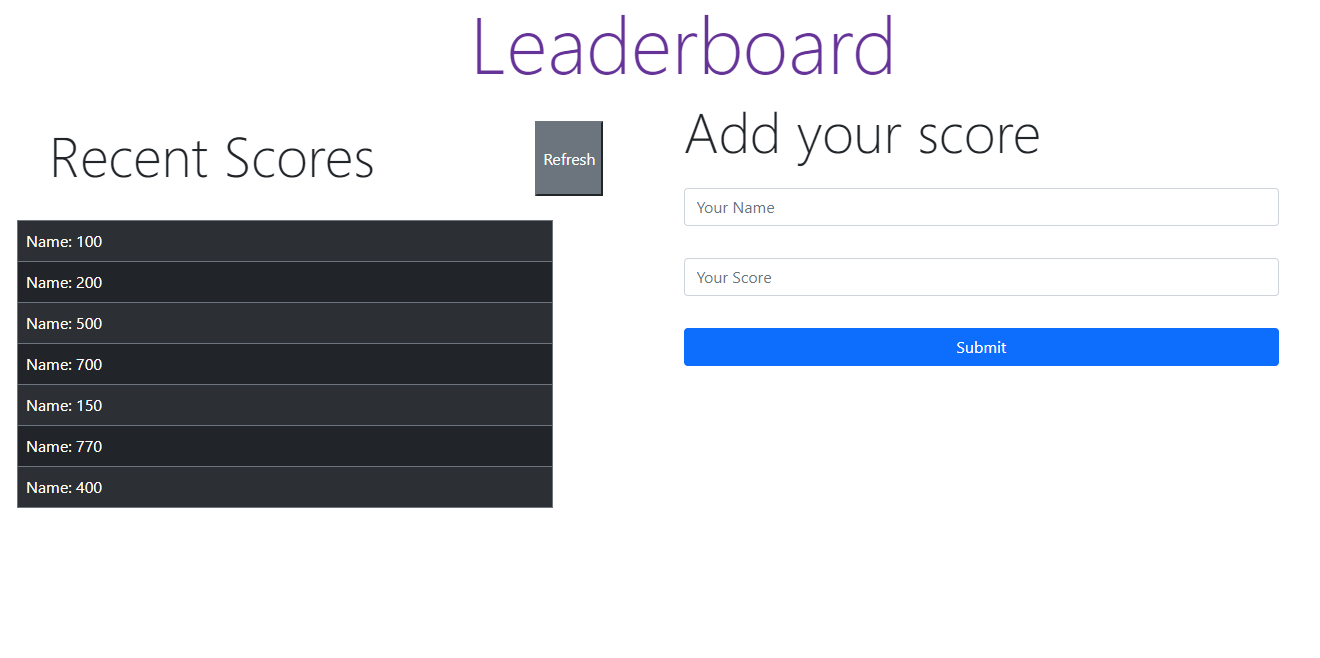 Leaderboard
Recent Scores
Refresh
Name: 100
Name: 200
Name: 500
Name: 700
Name: 150
Name: 770
Name: 400
Add your score
Your Name
Your Score
Submit